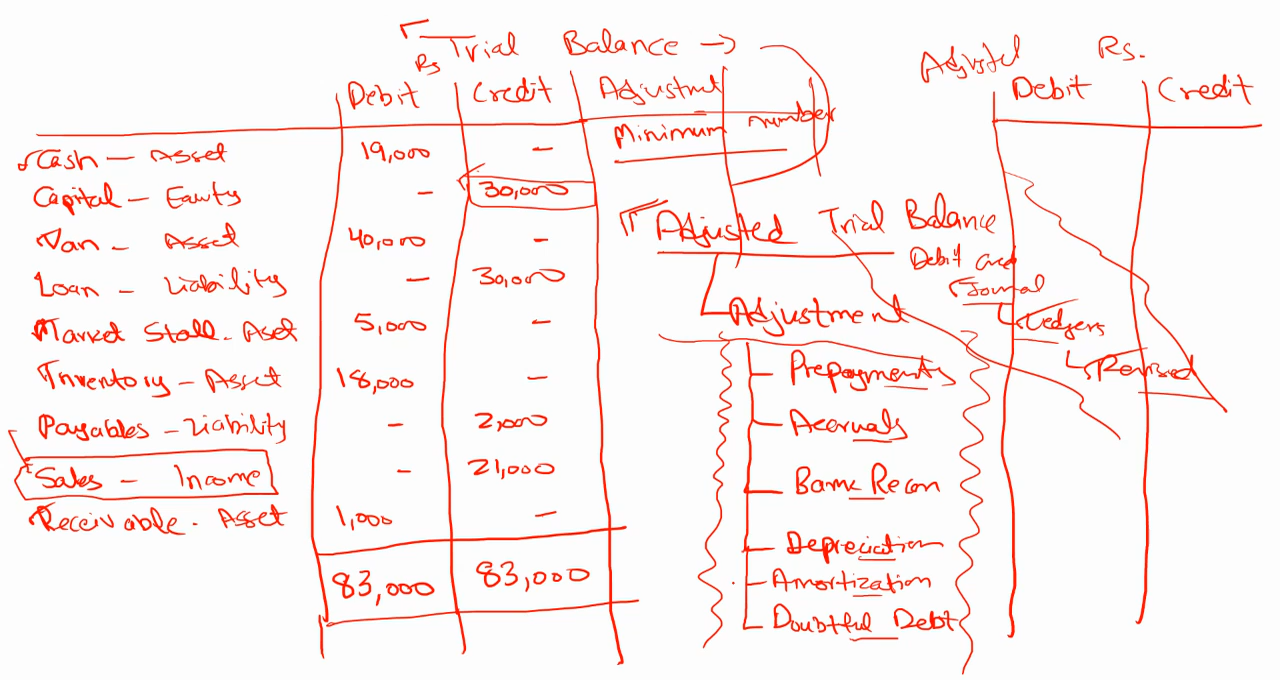 Trial Balance
Rs
Debit Credit Adjustmt
Minimum number
Cash - Asset 19,000 -
Capital - Equity - 30,000
Van - Asset 40,000 -
Loan - Liability - 30,000
Market Stall - Asset 5,000 -
Inventory - Asset 18,000 -
Payables - Liability - 2,000
Sales - Income - 21,000
Receivable - Asset 1,000 -
83,000 83,000
Adjusted Trial Balance
Adjustment
Prepayments
Accruals
Bank Recon
Depreciation
Amortization
Doubtful Debt
Adjusted Rs.
Debit Credit
Debit and
Journal
Ledgers
Revised